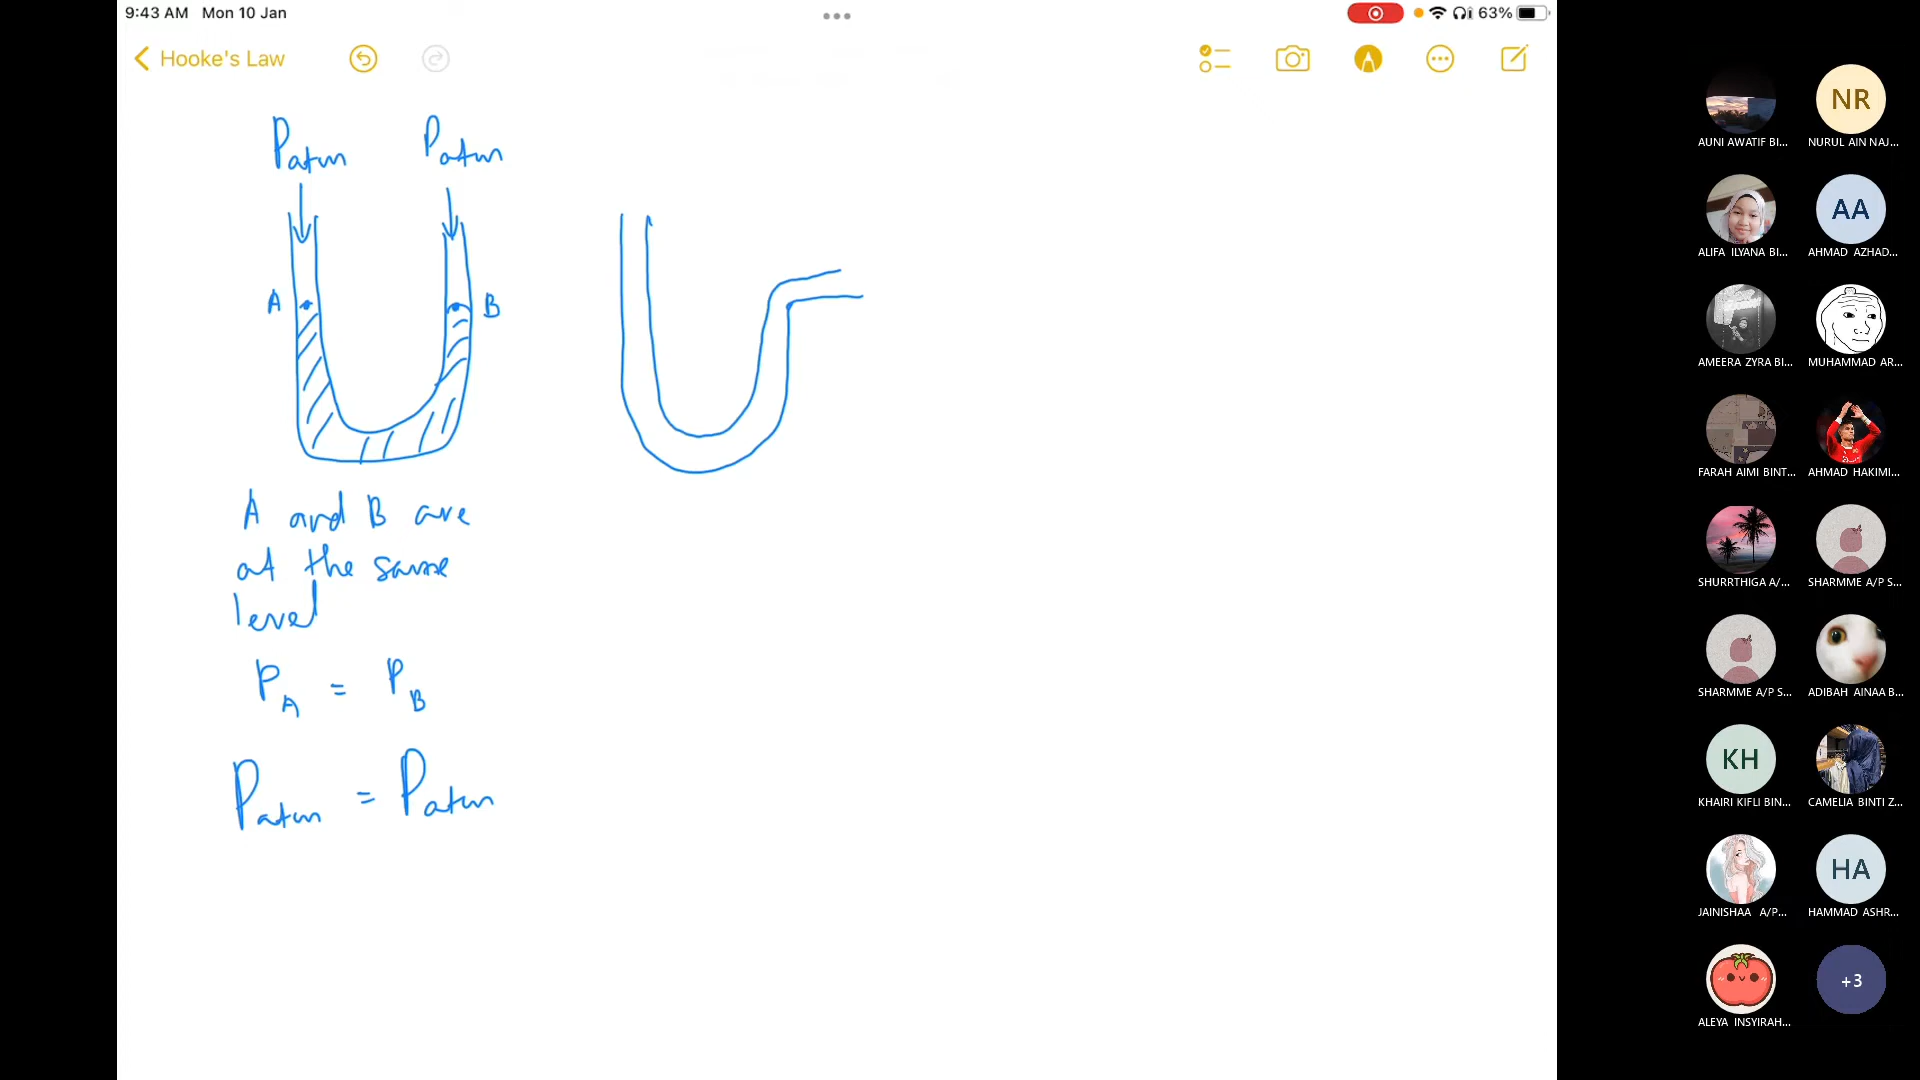 9:43 AM Mon 10 Jan
63%
Hooke's Law
Patm Patm
A B
A and B are
at the same
level
PA = PB
Patm = Patm
NR
AUNI AWATIF BI... NURUL AIN NAJ...
AA
ALIFA ILYANA BI... AHMAD AZHAD...
AMEERA ZYRA BI... MUHAMMAD AR...
FARAH AIMI BINT... AHMAD HAKIMI...
SHURRTHIGA A/... SHARMME A/P S...
SHARMME A/P S... ADIBAH AINAA B...
KH
KHAIRI KIFLI BIN... CAMELIA BINTI Z...
HA
JAINISHAA A/P... HAMMAD ASHR...
+3
ALEYA INSYIRAH...